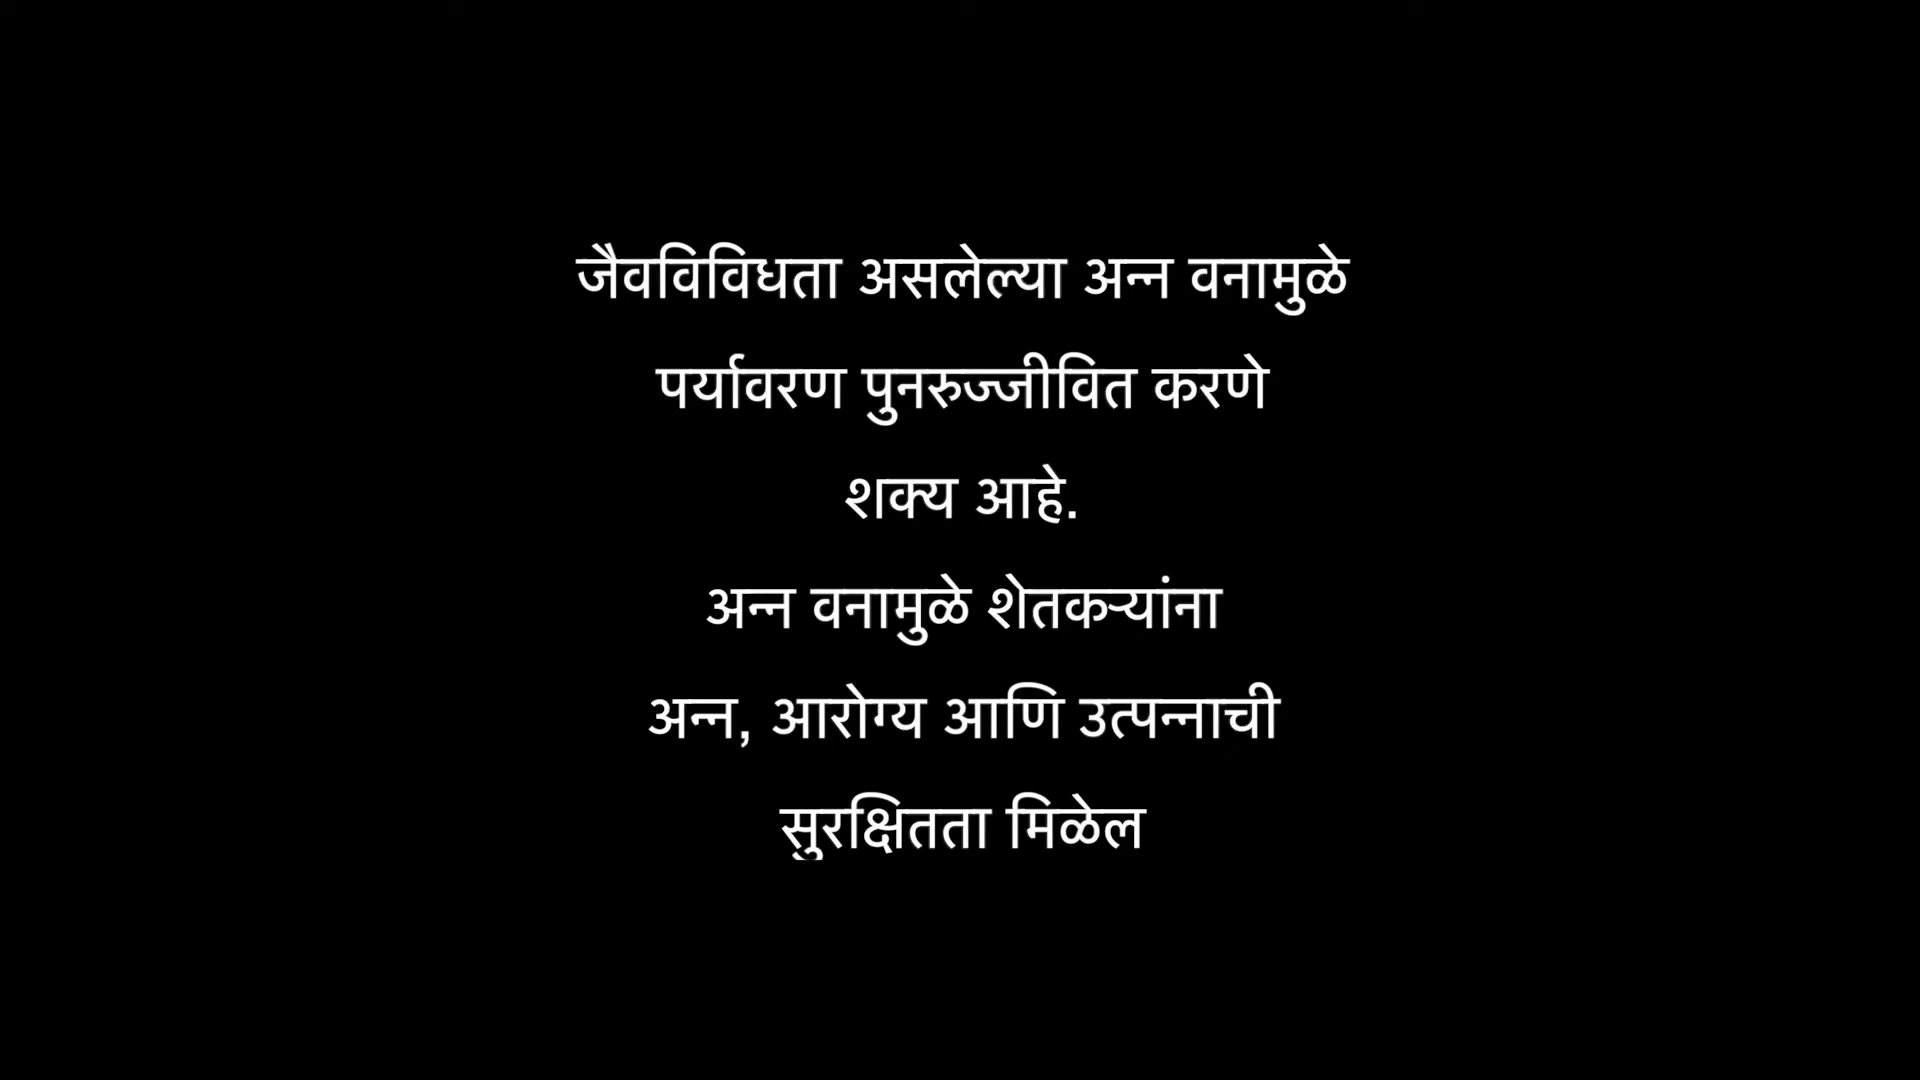 जैवविविधता असलेल्या अन्न वनामुळे
पर्यावरण पुनरुज्जीवित करणे
शक्य आहे.
अन्न वनामुळे शेतकऱ्यांना
अन्न, आरोग्य आणि उत्पन्नाची
सुरक्षितता मिळेल